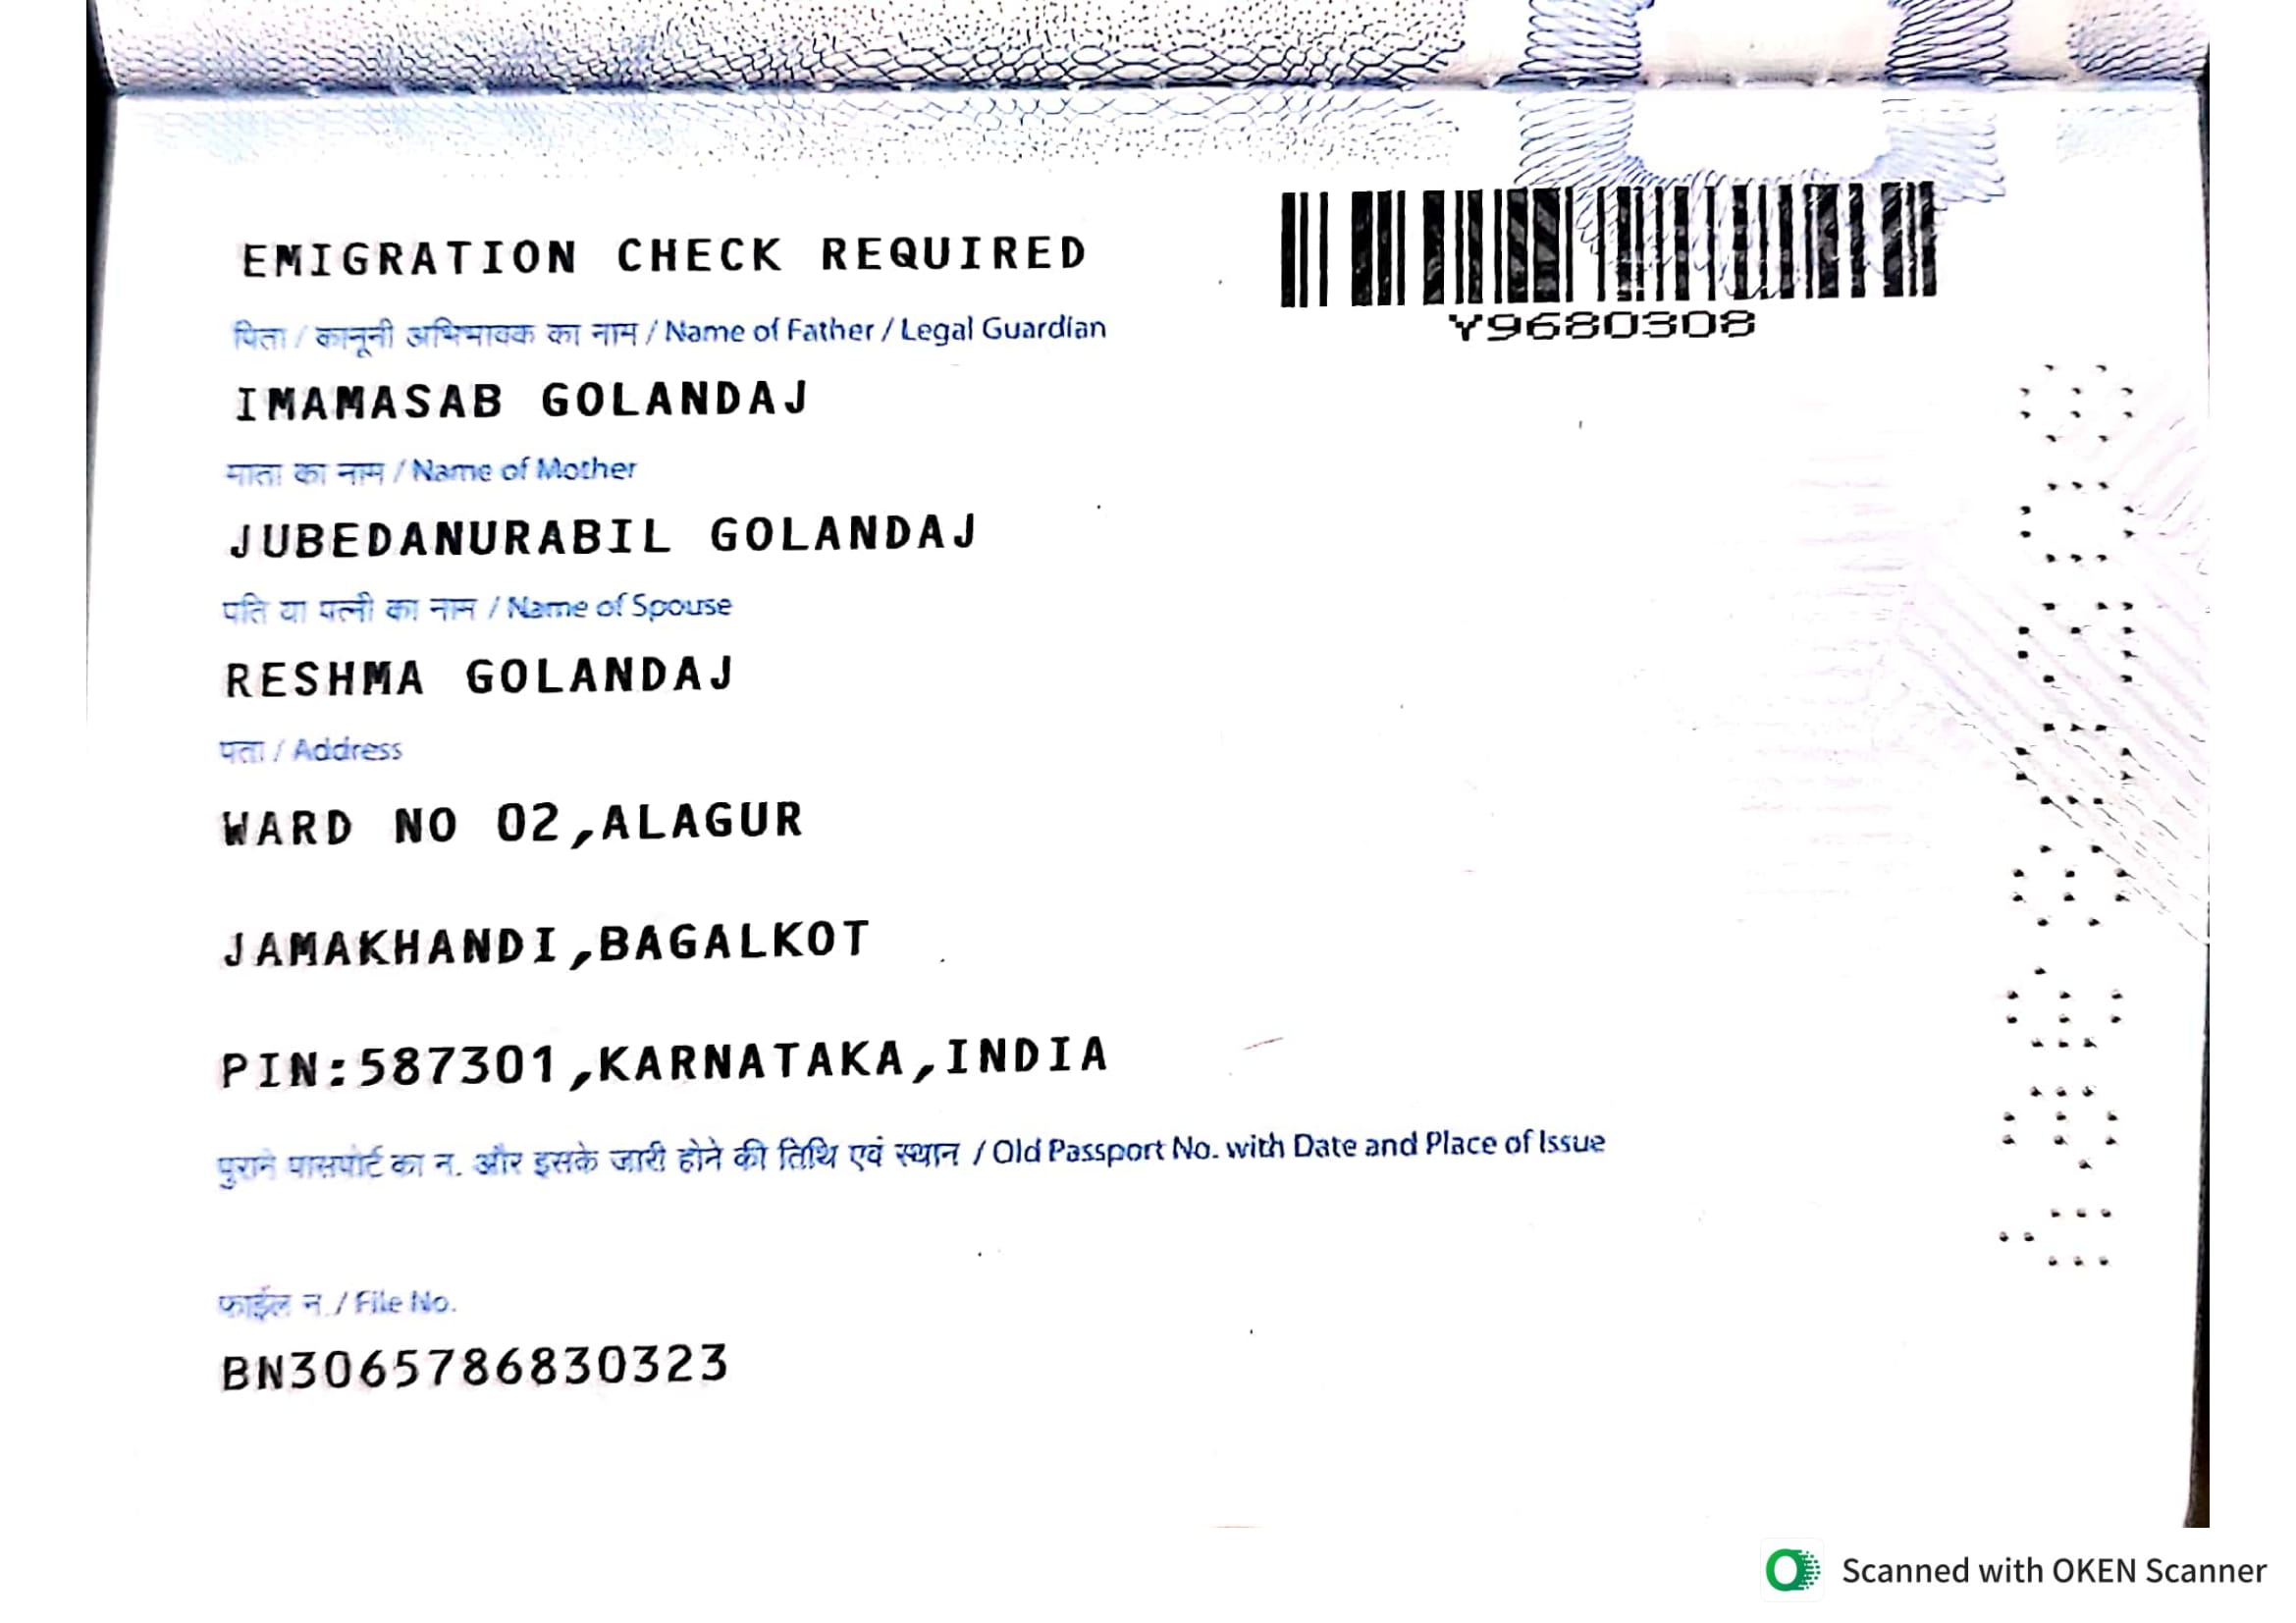 EMIGRATION CHECK REQUIRED
Y9680308
पिता / कानूनी अभिभावक का नाम / Name of Father / Legal Guardian
IMAMASAB GOLANDAJ
माता का नाम / Name of Mother
JUBEDANURABIL GOLANDAJ
पति या पत्नी का नाम / Name of Spouse
RESHMA GOLANDAJ
पता / Address
WARD NO 02,ALAGUR
JAMAKHANDI,BAGALKOT
PIN:587301,KARNATAKA,INDIA
पुराने पासपोर्ट का न. और इसके जारी होने की तिथि एवं स्थान / Old Passport No. with Date and Place of Issue
फाईल न. / File No.
BN3065786830323
Y9680308
Scanned with OKEN Scanner